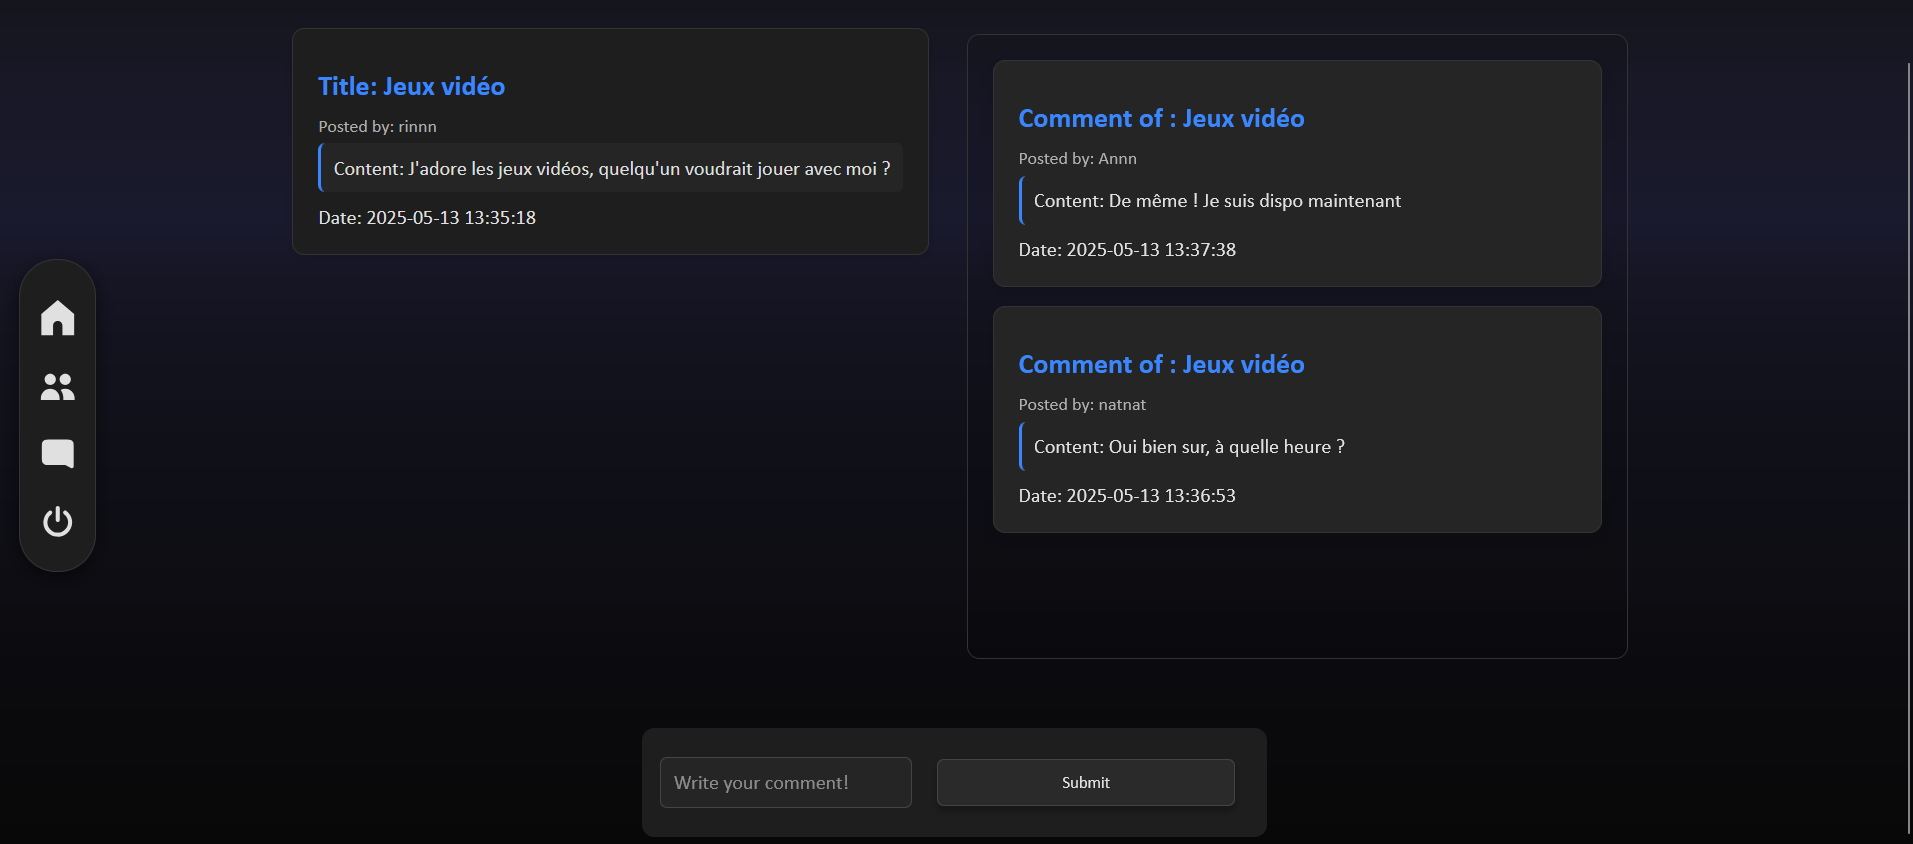 Title: Jeux vidéo
Posted by: rinnn
Content: J'adore les jeux vidéos, quelqu'un voudrait jouer avec moi ?
Date: 2025-05-13 13:35:18
Comment of : Jeux vidéo
Posted by: Annn
Content: De même ! Je suis dispo maintenant
Date: 2025-05-13 13:37:38
Comment of : Jeux vidéo
Posted by: natnat
Content: Oui bien sur, à quelle heure ?
Date: 2025-05-13 13:36:53
Write your comment!
Submit